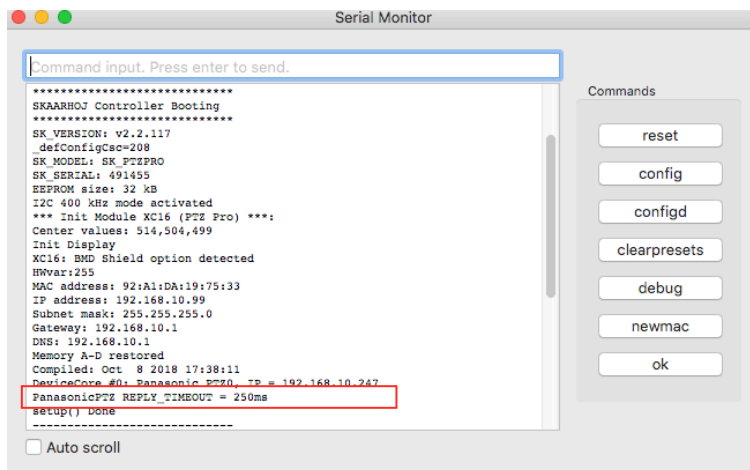 Serial Monitor
Command input. Press enter to send.
*****************************
SKAARHOJ Controller Booting
*****************************
SK_VERSION: v2.2.117
_defConfigCsc=208
SK_MODEL: SK_PTZPRO
SK_SERIAL: 491455
EEPROM size: 32 kB
I2C 400 kHz mode activated
*** Init Module XC16 (PTZ Pro) ***:
Center values: 514,504,499
Init Display
XC16: BMD Shield option detected
HWvar:255
MAC address: 92:A1:DA:19:75:33
IP address: 192.168.10.99
Subnet mask: 255.255.255.0
Gateway: 192.168.10.1
DNS: 192.168.10.1
Memory A-D restored
Compiled: Oct  8 2018 17:38:11
DeviceCore #0: Panasonic PTZ0, IP = 192.168.10.247
PanasonicPTZ REPLY_TIMEOUT = 250ms
setup() Done
-----------------------------
Auto scroll
Commands
reset
config
configd
clearpresets
debug
newmac
ok